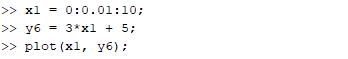 >> x1 = 0:0.01:10;
>> y6 = 3*x1 + 5;
>> plot(x1, y6);